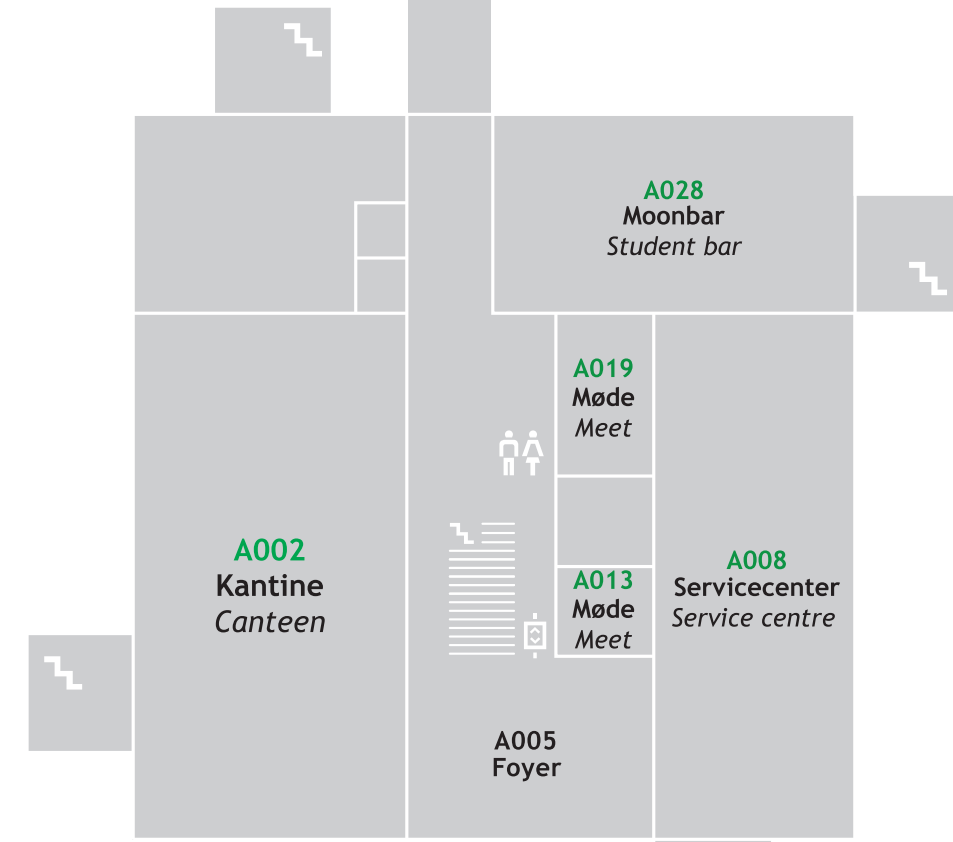 A028
Moonbar
Student bar
A019
Møde
Meet
A002
Kantine
Canteen
A013
Møde
Meet
A008
Servicecenter
Service centre
A005
Foyer